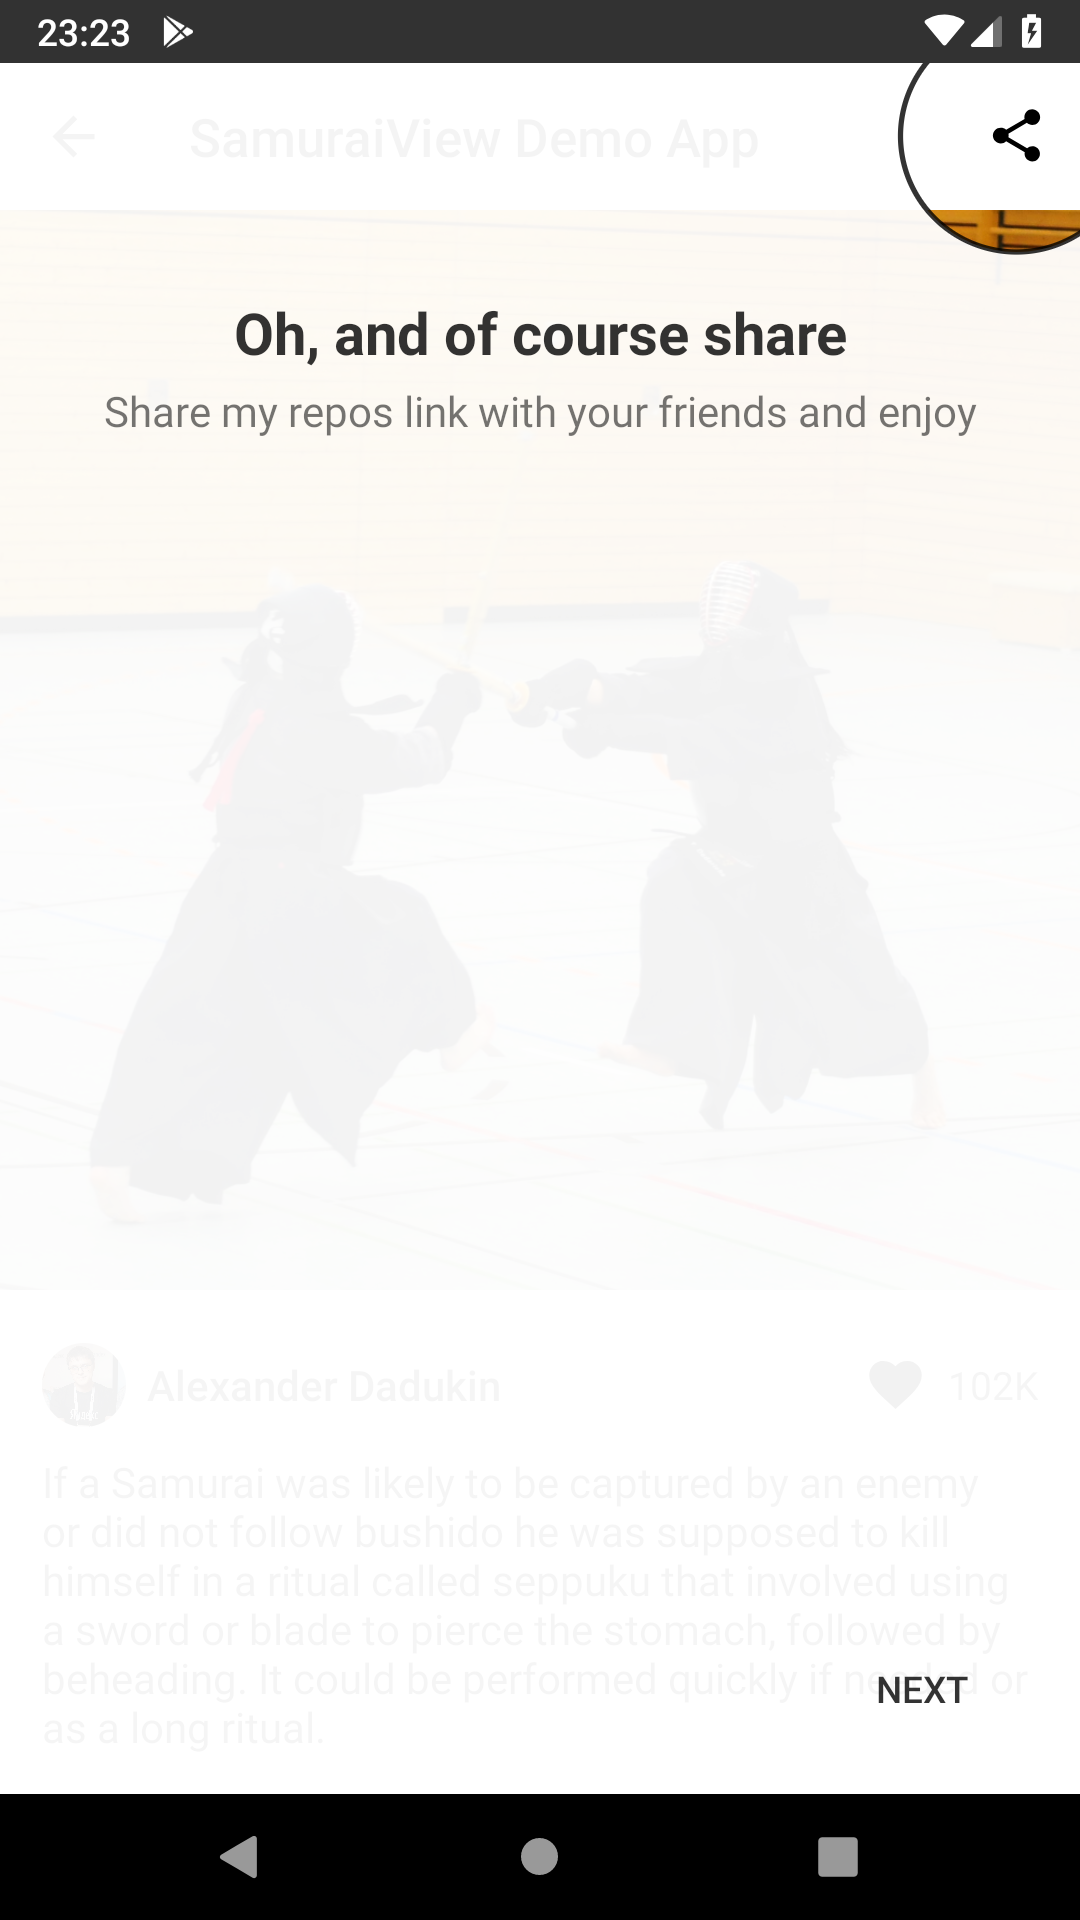 23:23
SamuraiView Demo App
Oh, and of course share
Share my repos link with your friends and enjoy
Alexander Dadukin
102K
If a Samurai was likely to be captured by an enemy
or did not follow bushido he was supposed to kill
himself in a ritual called seppuku that involved using
a sword or blade to pierce the stomach, followed by
beheading. It could be performed quickly if needed or
as a long ritual.
NEXT